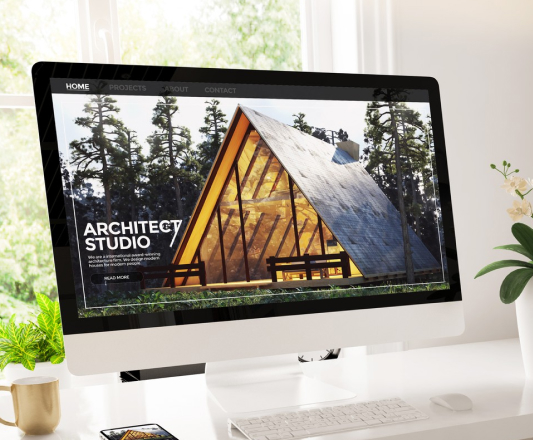 HOME PROJECTS ABOUT CONTACT
ARCHITECT
STUDIO
We are a international award-winning
architecture firm. We design modern
houses for modern people.
READ MORE